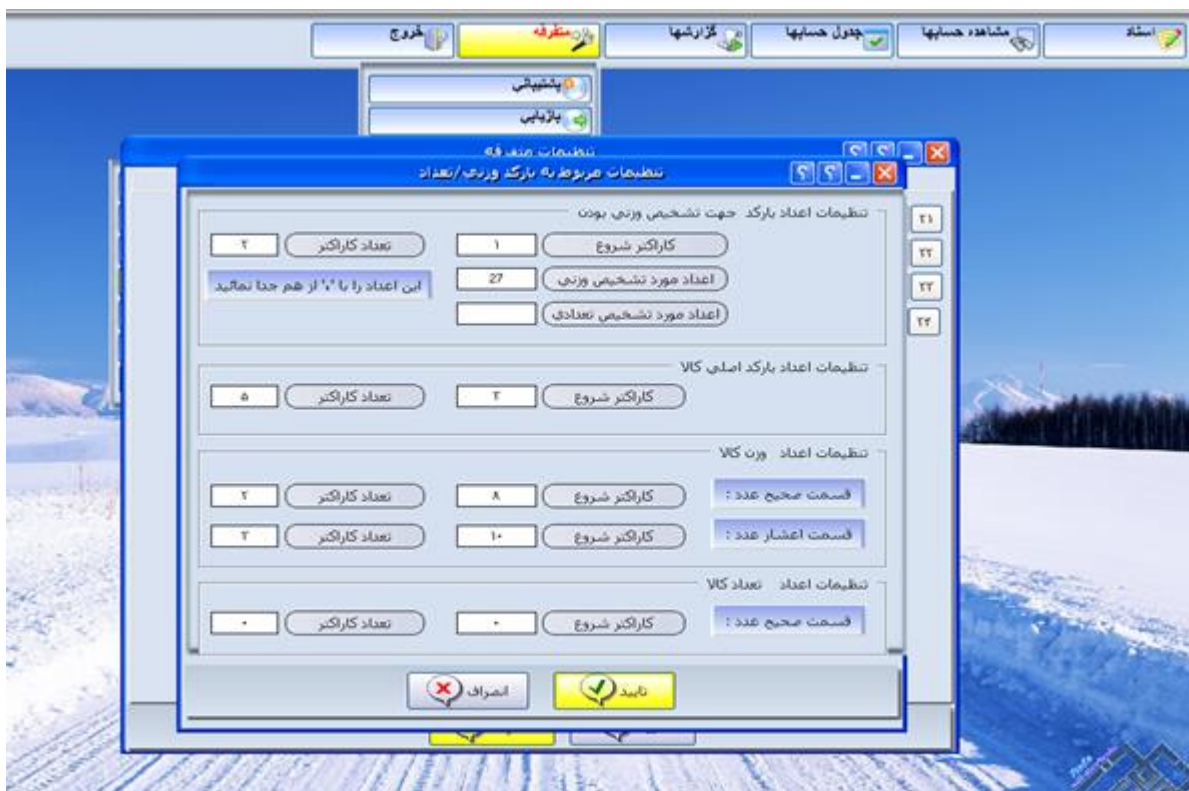 اسناد مشاهده حسابها جدول حسابها گزارشها متفرقه خروج
پشتیبانی
بازیابی
تنظیمات متفرقه
تنظیمات مربوط به بارکد وزنی/تعداد
تنظیمات اعداد بارکد جهت تشخیص وزنی بودن
کاراکتر شروع ۱ تعداد کاراکتر ۲
اعداد مورد تشخیص وزنی 27 این اعداد را با "،" از هم جدا نمائید
اعداد مورد تشخیص تعدادی
تنظیمات اعداد بارکد اصلی کالا
کاراکتر شروع ۳ تعداد کاراکتر ۵
تنظیمات اعداد وزن کالا
قسمت صحیح عدد : کاراکتر شروع ۸ تعداد کاراکتر ۲
قسمت اعشار عدد : کاراکتر شروع ۱۰ تعداد کاراکتر ۳
تنظیمات اعداد تعداد کالا
قسمت صحیح عدد : کاراکتر شروع ۰ تعداد کاراکتر ۰
تایید انصراف
۲۱
۲۲
۲۳
۲۴